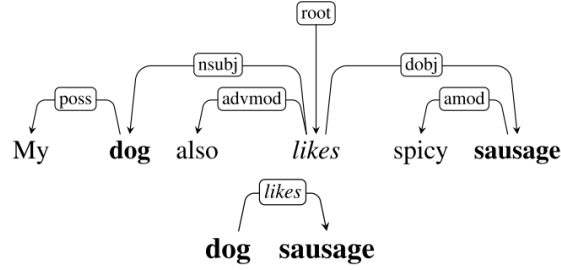 root
nsubj dobj
poss advmod amod
My dog also likes spicy sausage
likes
dog sausage